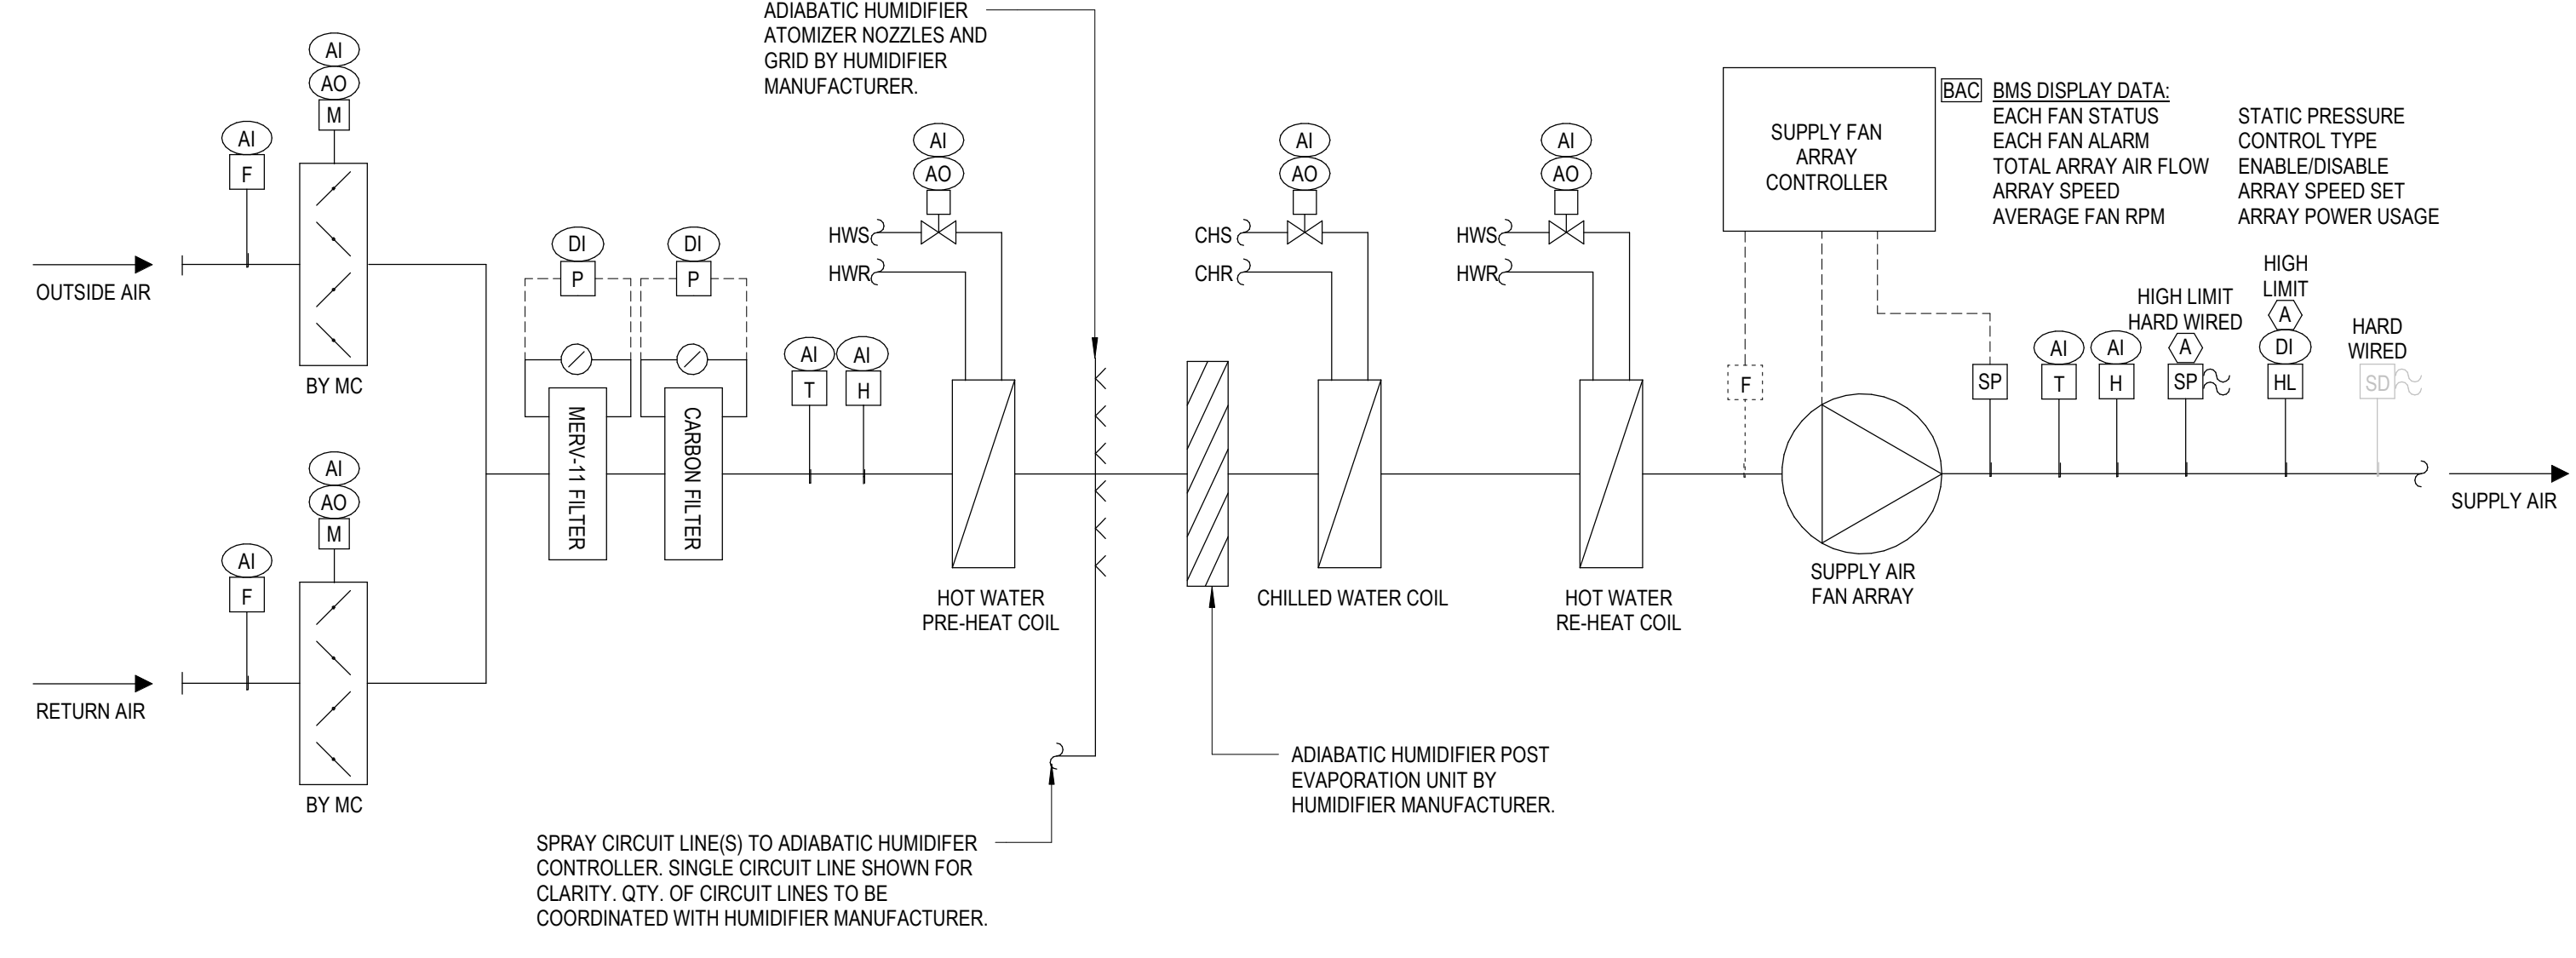 ADIABATIC HUMIDIFIER
ATOMIZER NOZZLES AND
GRID BY HUMIDIFIER
MANUFACTURER.
AI
AO
M
AI
F
OUTSIDE AIR
BY MC
AI
AO
M
AI
F
RETURN AIR
BY MC
DI
P
DI
P
MERV-11 FILTER
CARBON FILTER
AI
T
AI
H
AI
AO
HWS
HWR
HOT WATER
PRE-HEAT COIL
AI
AO
CHS
CHR
CHILLED WATER COIL
AI
AO
HWS
HWR
HOT WATER
RE-HEAT COIL
SUPPLY FAN
ARRAY
CONTROLLER
BAC
BMS DISPLAY DATA:
EACH FAN STATUS
EACH FAN ALARM
TOTAL ARRAY AIR FLOW
ARRAY SPEED
AVERAGE FAN RPM
STATIC PRESSURE
CONTROL TYPE
ENABLE/DISABLE
ARRAY SPEED SET
ARRAY POWER USAGE
F
SUPPLY AIR
FAN ARRAY
SP
AI
T
AI
H
HIGH LIMIT
HARD WIRED
A
SP
HIGH
LIMIT
A
DI
HL
HARD
WIRED
SD
SUPPLY AIR
ADIABATIC HUMIDIFIER POST
EVAPORATION UNIT BY
HUMIDIFIER MANUFACTURER.
SPRAY CIRCUIT LINE(S) TO ADIABATIC HUMIDIFER
CONTROLLER. SINGLE CIRCUIT LINE SHOWN FOR
CLARITY. QTY. OF CIRCUIT LINES TO BE
COORDINATED WITH HUMIDIFIER MANUFACTURER.